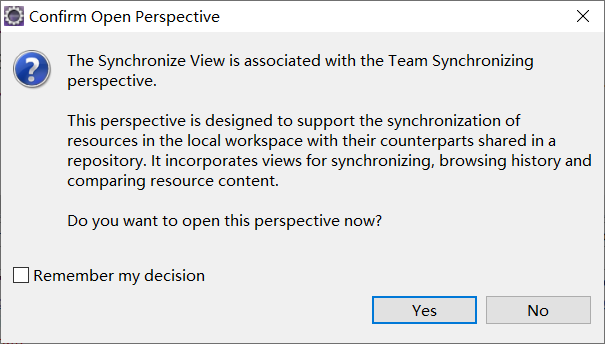 Confirm Open Perspective
The Synchronize View is associated with the Team Synchronizing
perspective.
This perspective is designed to support the synchronization of
resources in the local workspace with their counterparts shared in a
repository. It incorporates views for synchronizing, browsing history and
comparing resource content.
Do you want to open this perspective now?
Remember my decision
Yes
No